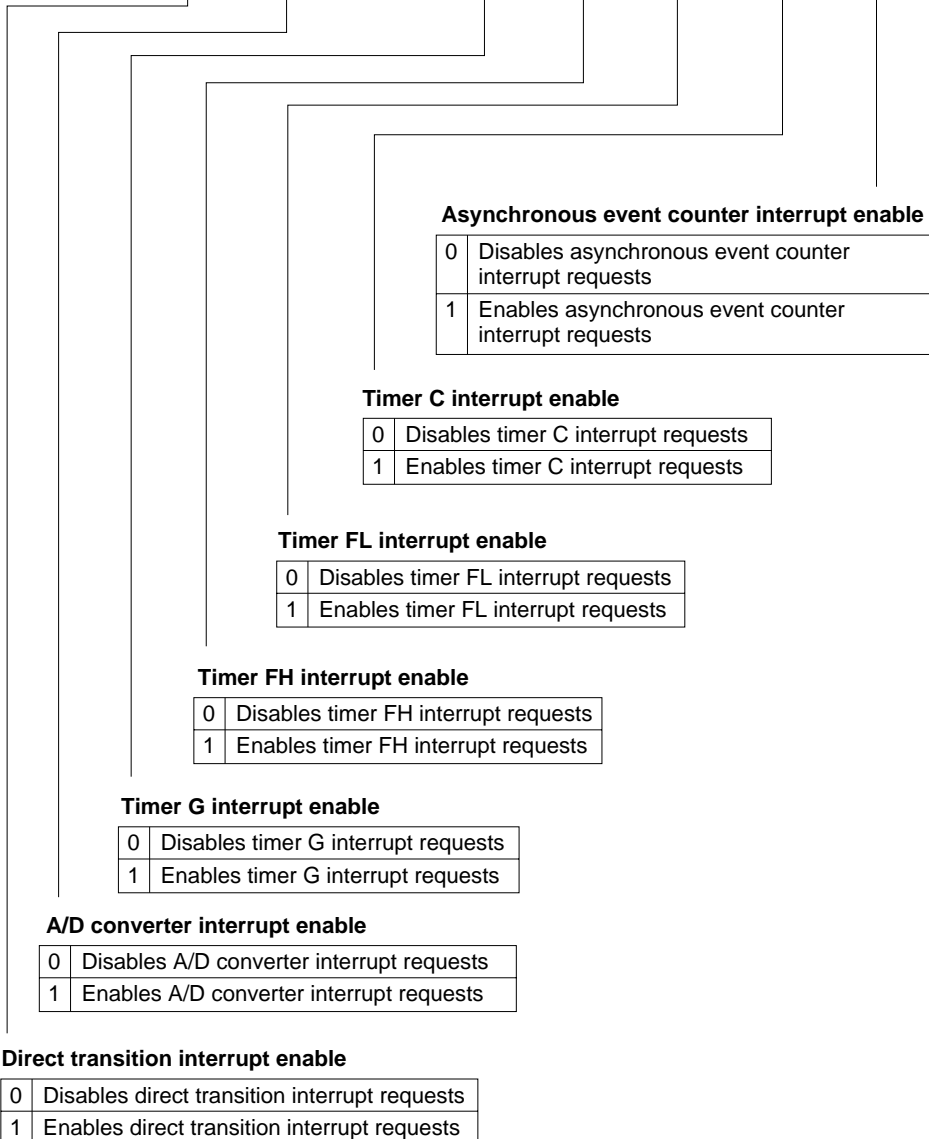 Asynchronous event counter interrupt enable
0 Disables asynchronous event counter
interrupt requests
1 Enables asynchronous event counter
interrupt requests
Timer C interrupt enable
0 Disables timer C interrupt requests
1 Enables timer C interrupt requests
Timer FL interrupt enable
0 Disables timer FL interrupt requests
1 Enables timer FL interrupt requests
Timer FH interrupt enable
0 Disables timer FH interrupt requests
1 Enables timer FH interrupt requests
Timer G interrupt enable
0 Disables timer G interrupt requests
1 Enables timer G interrupt requests
A/D converter interrupt enable
0 Disables A/D converter interrupt requests
1 Enables A/D converter interrupt requests
Direct transition interrupt enable
0 Disables direct transition interrupt requests
1 Enables direct transition interrupt requests